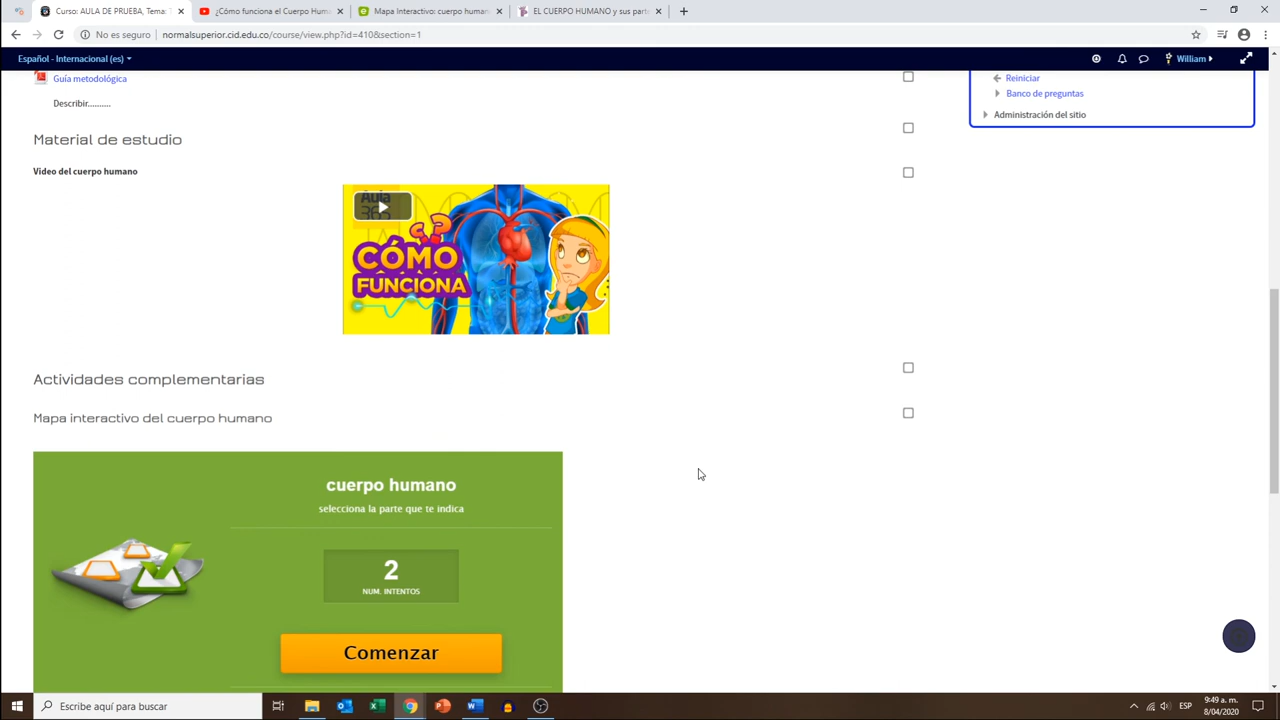 Curso: AULA DE PRUEBA, Tema: T
¿Cómo funciona el Cuerpo Huma
Mapa Interactivo: cuerpo human
EL CUERPO HUMANO y sus part
No es seguro
normalsuperior.cid.edu.co/course/view.php?id=410&section=1
Español - Internacional (es)
William
Guía metodológica
Reiniciar
Banco de preguntas
Describir..........
Administración del sitio
Material de estudio
Video del cuerpo humano
Aula
365
¿?
CÓMO
FUNCIONA
Actividades complementarias
Mapa interactivo del cuerpo humano
cuerpo humano
selecciona la parte que te indica
2
NUM. INTENTOS
Comenzar
Escribe aquí para buscar
ESP
9:49 a. m.
8/04/2020